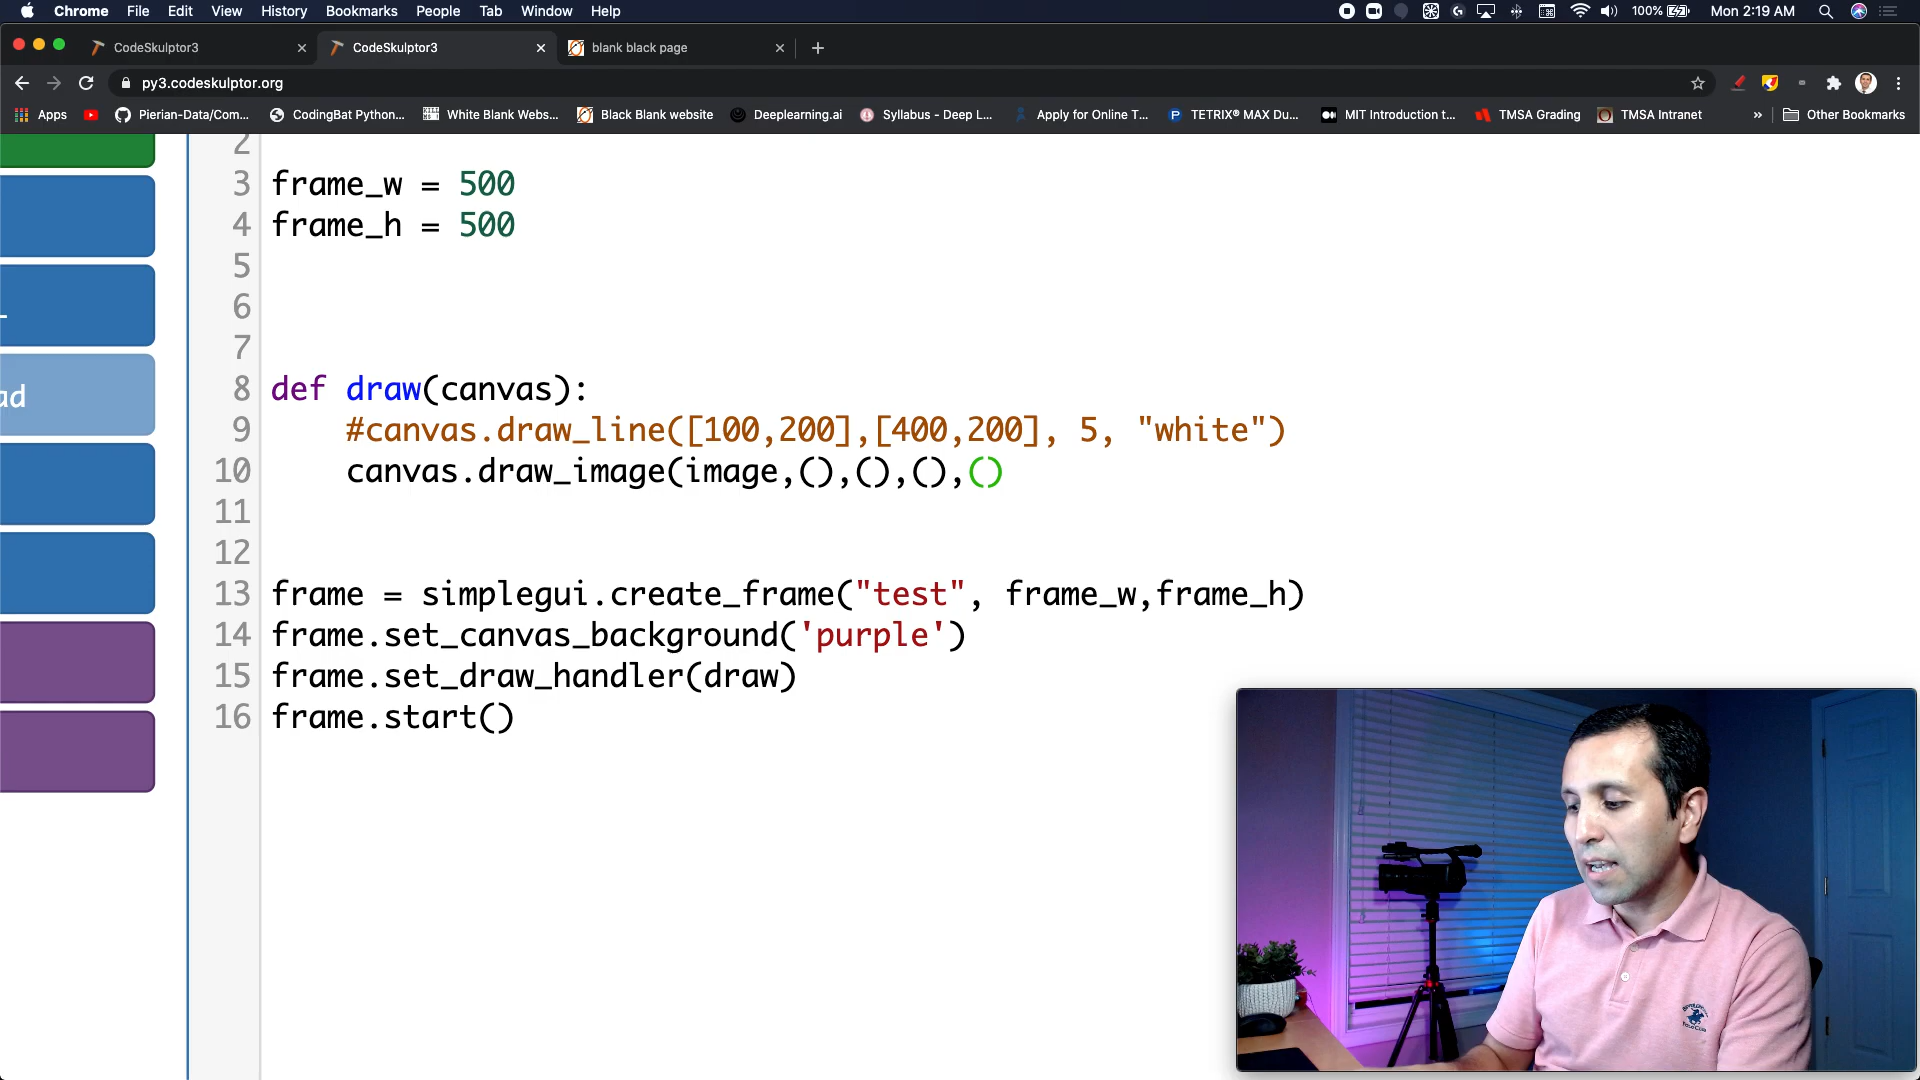 Chrome File Edit View History Bookmarks People Tab Window Help 100% Mon 2:19 AM
CodeSkulptor3 CodeSkulptor3 blank black page
py3.codeskulptor.org
Apps Pierian-Data/Com... CodingBat Python... White Blank Webs... Black Blank website Deeplearning.ai Syllabus - Deep L... Apply for Online T... TETRIX® MAX Du... MIT Introduction t... TMSA Grading TMSA Intranet » Other Bookmarks
2
3 frame_w = 500
4 frame_h = 500
5
6
7
ad
8 def draw(canvas):
9 #canvas.draw_line([100,200],[400,200], 5, "white")
10 canvas.draw_image(image,(),(),(),()
11
12
13 frame = simplegui.create_frame("test", frame_w,frame_h)
14 frame.set_canvas_background('purple')
15 frame.set_draw_handler(draw)
16 frame.start()